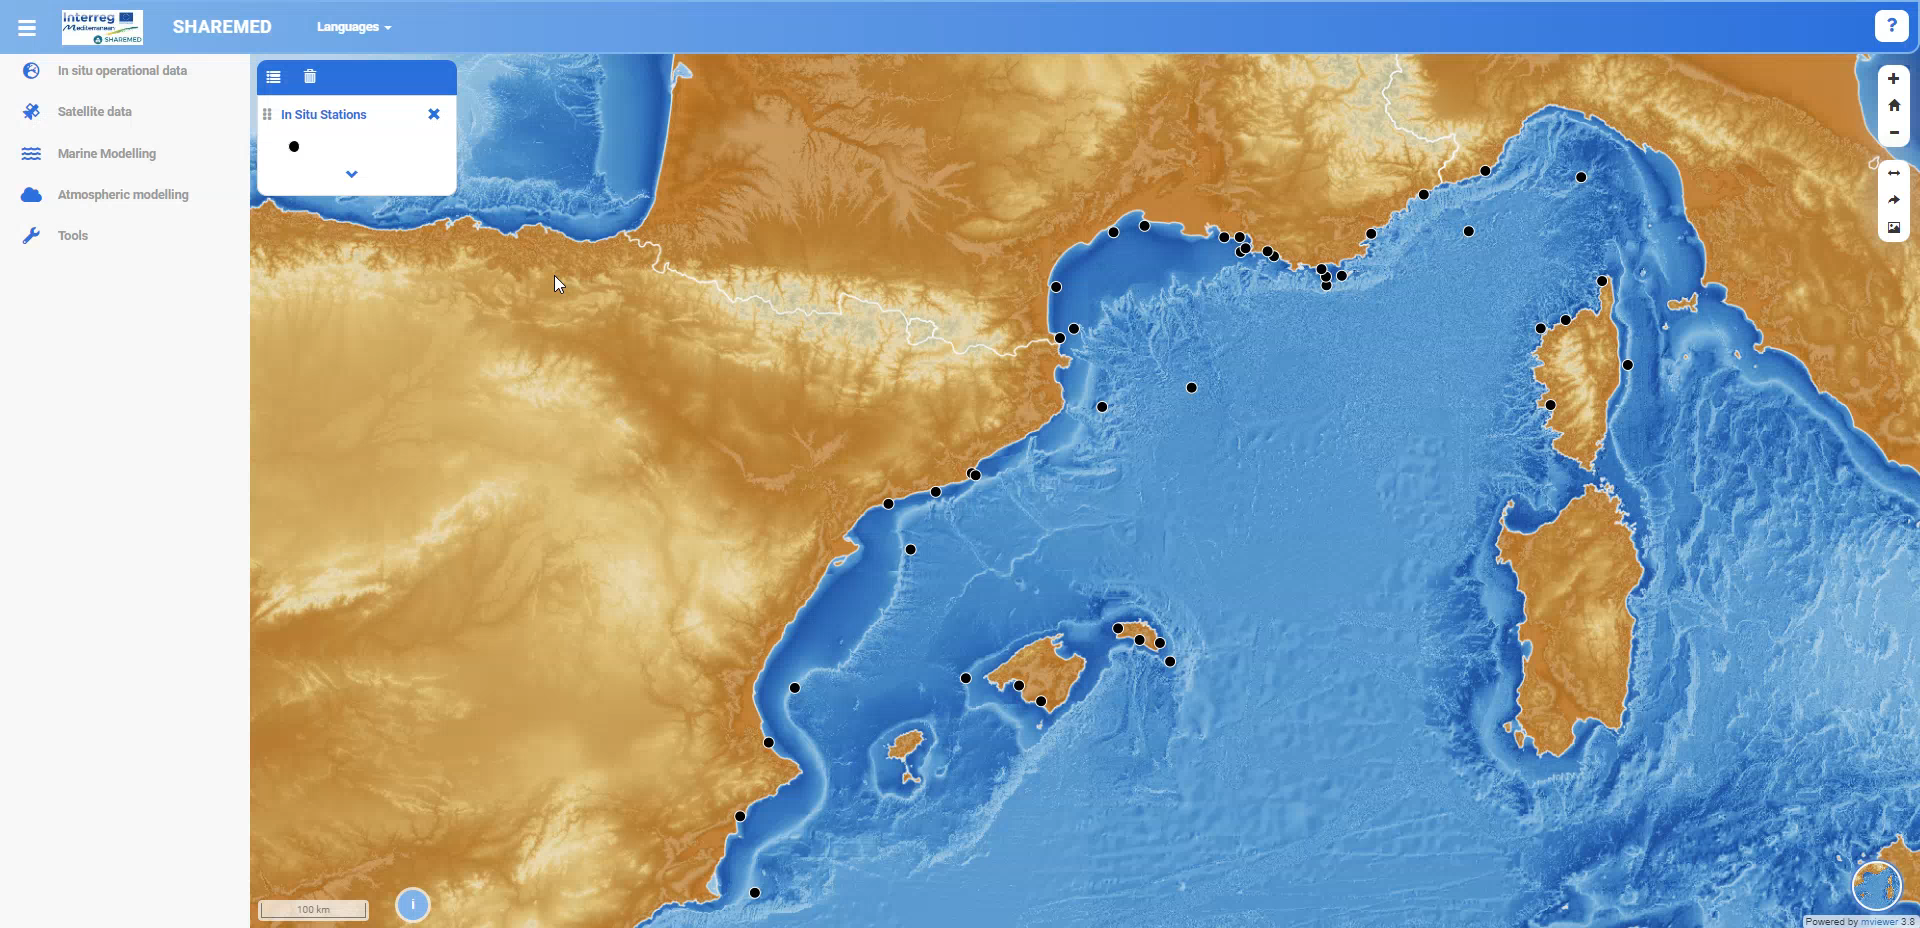 Interreg
Mediterranean
SHAREMED
SHAREMED
Languages
?
In situ operational data
Satellite data
Marine Modelling
Atmospheric modelling
Tools
In Situ Stations
100 km
i
Powered by mviewer 3.8